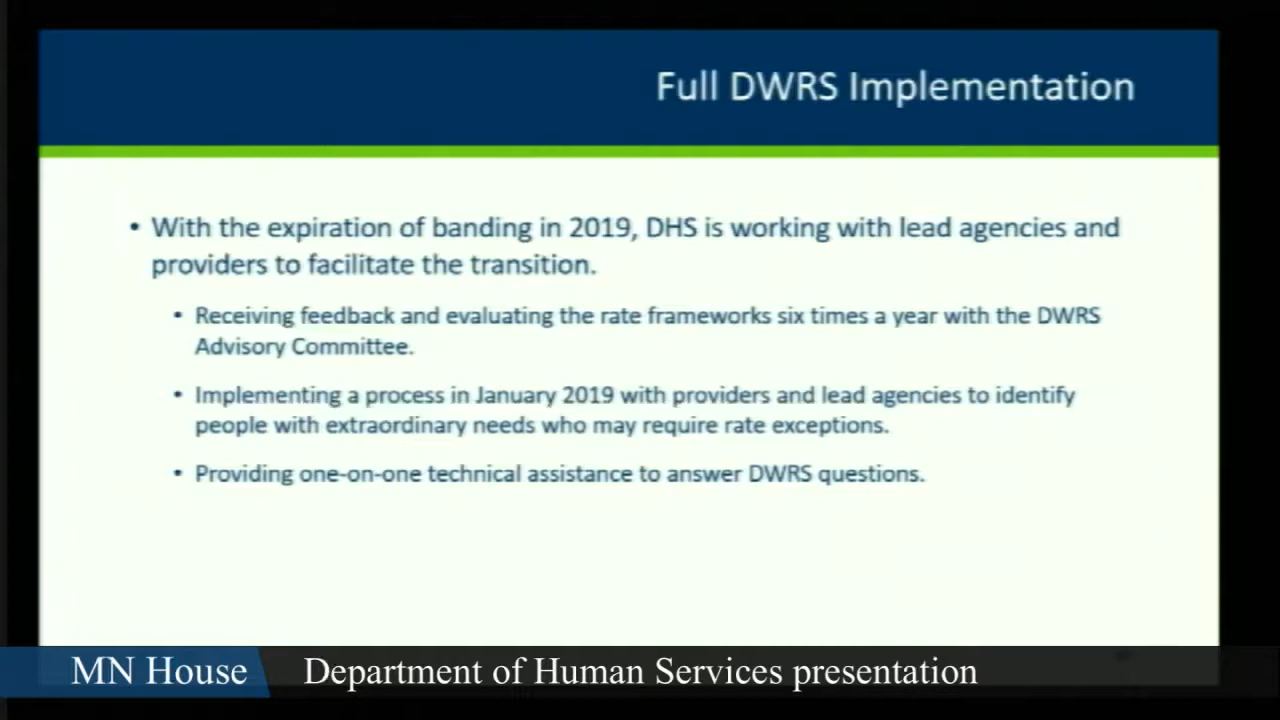 Full DWRS Implementation
• With the expiration of banding in 2019, DHS is working with lead agencies and
providers to facilitate the transition.
• Receiving feedback and evaluating the rate frameworks six times a year with the DWRS
Advisory Committee.
• Implementing a process in January 2019 with providers and lead agencies to identify
people with extraordinary needs who may require rate exceptions.
• Providing one-on-one technical assistance to answer DWRS questions.
MN House Department of Human Services presentation